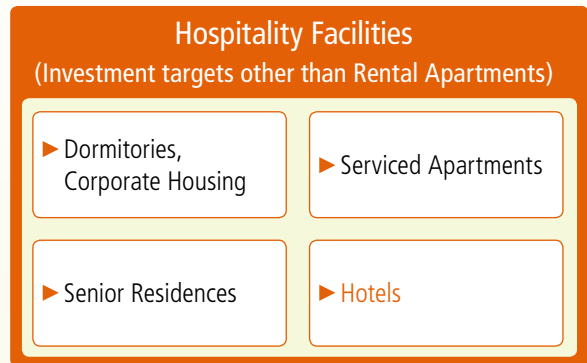 Hospitality Facilities
(Investment targets other than Rental Apartments)
▶ Dormitories,
Corporate Housing
▶ Serviced Apartments
▶ Senior Residences
▶ Hotels